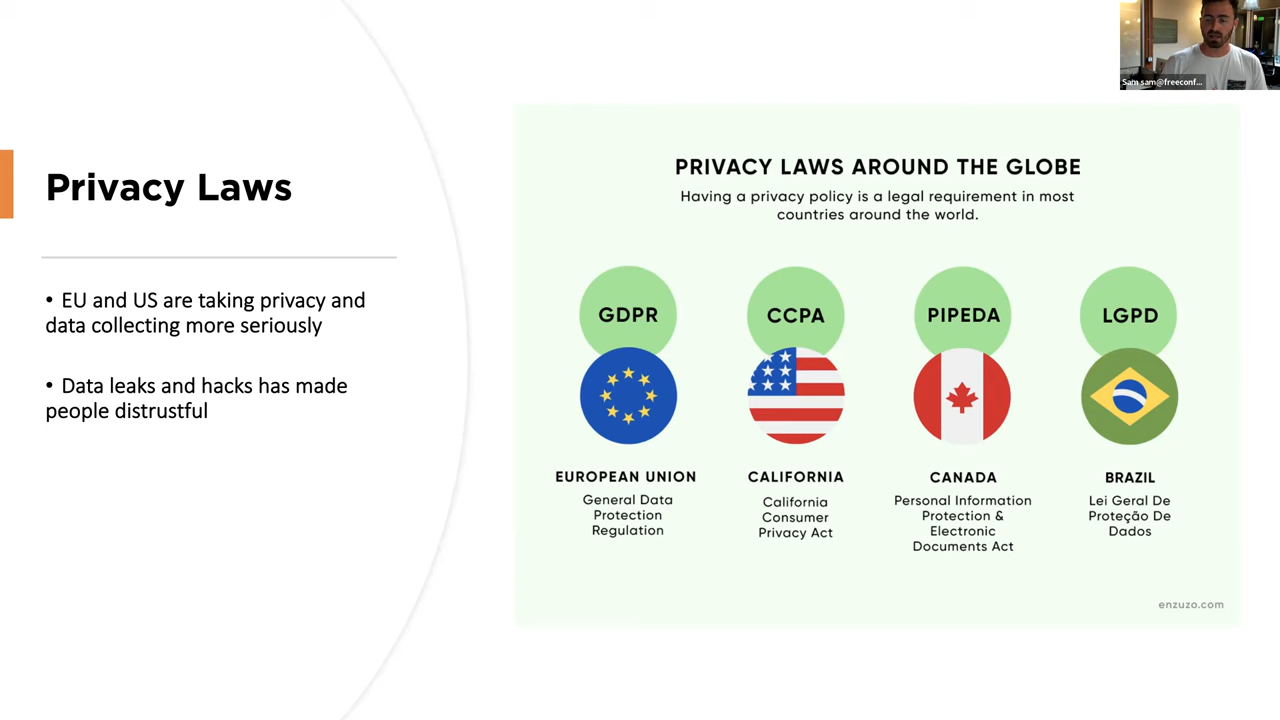 Sam sam@freeconf...
Privacy Laws
• EU and US are taking privacy and
data collecting more seriously
• Data leaks and hacks has made
people distrustful
PRIVACY LAWS AROUND THE GLOBE
Having a privacy policy is a legal requirement in most
countries around the world.
GDPR
CCPA
PIPEDA
LGPD
EUROPEAN UNION
General Data
Protection
Regulation
CALIFORNIA
California
Consumer
Privacy Act
CANADA
Personal Information
Protection &
Electronic
Documents Act
BRAZIL
Lei Geral De
Proteção De
Dados
enzuzo.com